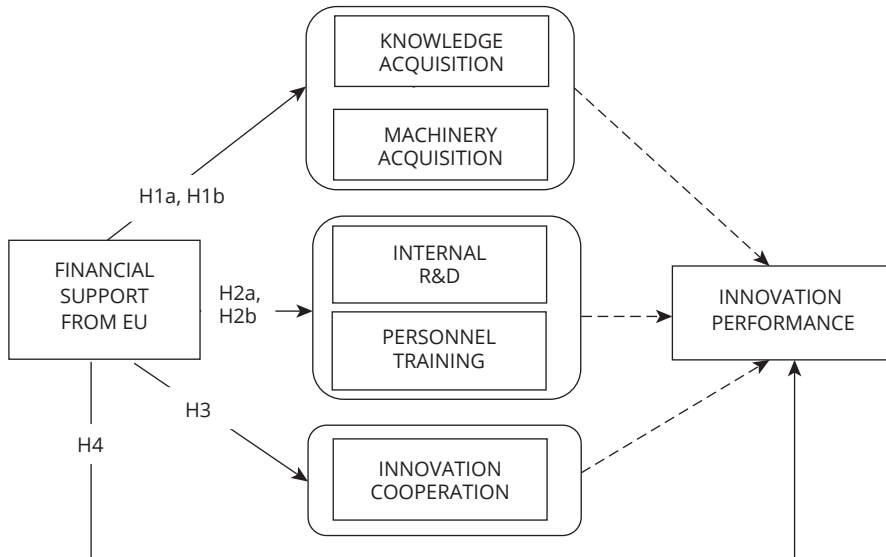 KNOWLEDGE
ACQUISITION
MACHINERY
ACQUISITION
H1a, H1b
FINANCIAL
SUPPORT
FROM EU
H2a,
H2b
INTERNAL
R&D
PERSONNEL
TRAINING
INNOVATION
PERFORMANCE
H3
H4
INNOVATION
COOPERATION